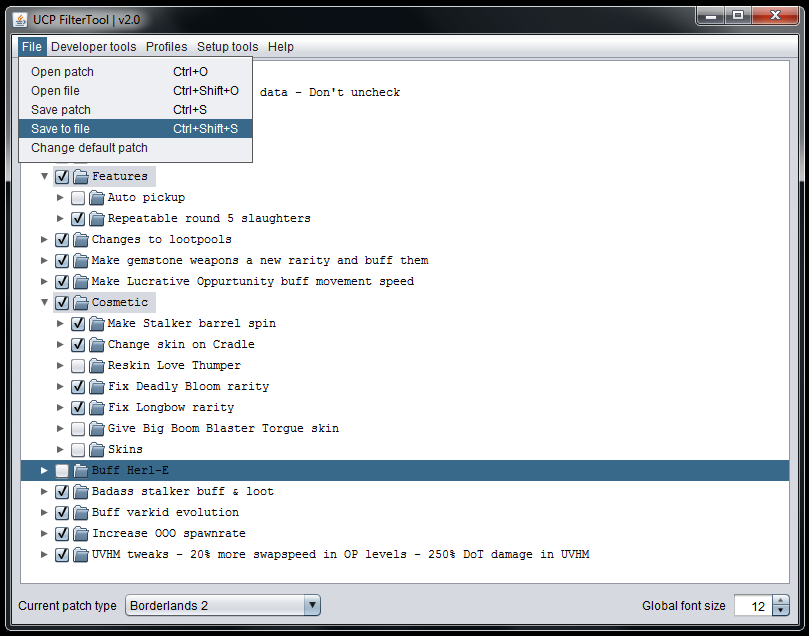 UCP FilterTool | v2.0
File Developer tools Profiles Setup tools Help
Open patch Ctrl+O
Open file Ctrl+Shift+O
data - Don't uncheck
Save patch Ctrl+S
Save to file Ctrl+Shift+S
Change default patch
Features
Auto pickup
Repeatable round 5 slaughters
Changes to lootpools
Make gemstone weapons a new rarity and buff them
Make Lucrative Oppurtunity buff movement speed
Cosmetic
Make Stalker barrel spin
Change skin on Cradle
Reskin Love Thumper
Fix Deadly Bloom rarity
Fix Longbow rarity
Give Big Boom Blaster Torgue skin
Skins
Buff Herl-E
Badass stalker buff & loot
Buff varkid evolution
Increase OOO spawnrate
UVHM tweaks - 20% more swapspeed in OP levels - 250% DoT damage in UVHM
Current patch type Borderlands 2 Global font size 12